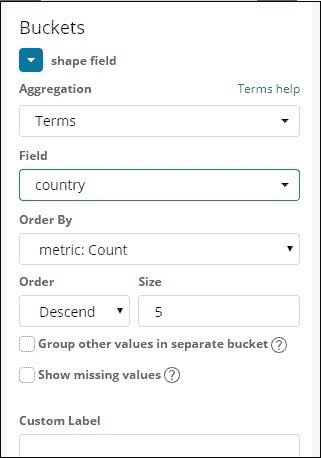 Buckets
shape field
Aggregation Terms help
Terms
Field
country
Order By
metric: Count
Order Size
Descend 5
Group other values in separate bucket ?
Show missing values ?
Custom Label